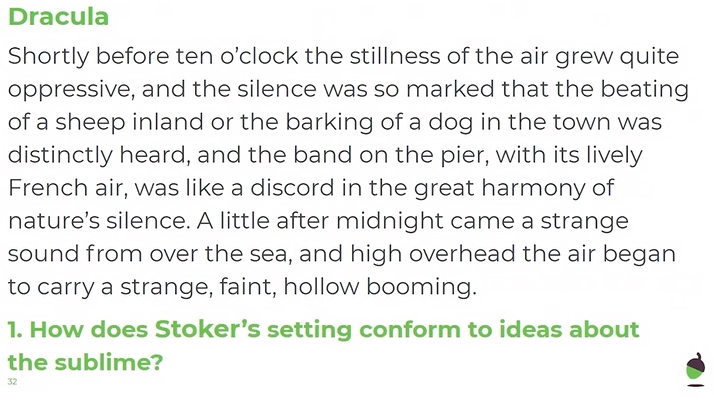 Dracula
Shortly before ten o’clock the stillness of the air grew quite
oppressive, and the silence was so marked that the beating
of a sheep inland or the barking of a dog in the town was
distinctly heard, and the band on the pier, with its lively
French air, was like a discord in the great harmony of
nature’s silence. A little after midnight came a strange
sound from over the sea, and high overhead the air began
to carry a strange, faint, hollow booming.
1. How does Stoker’s setting conform to ideas about
the sublime?
32